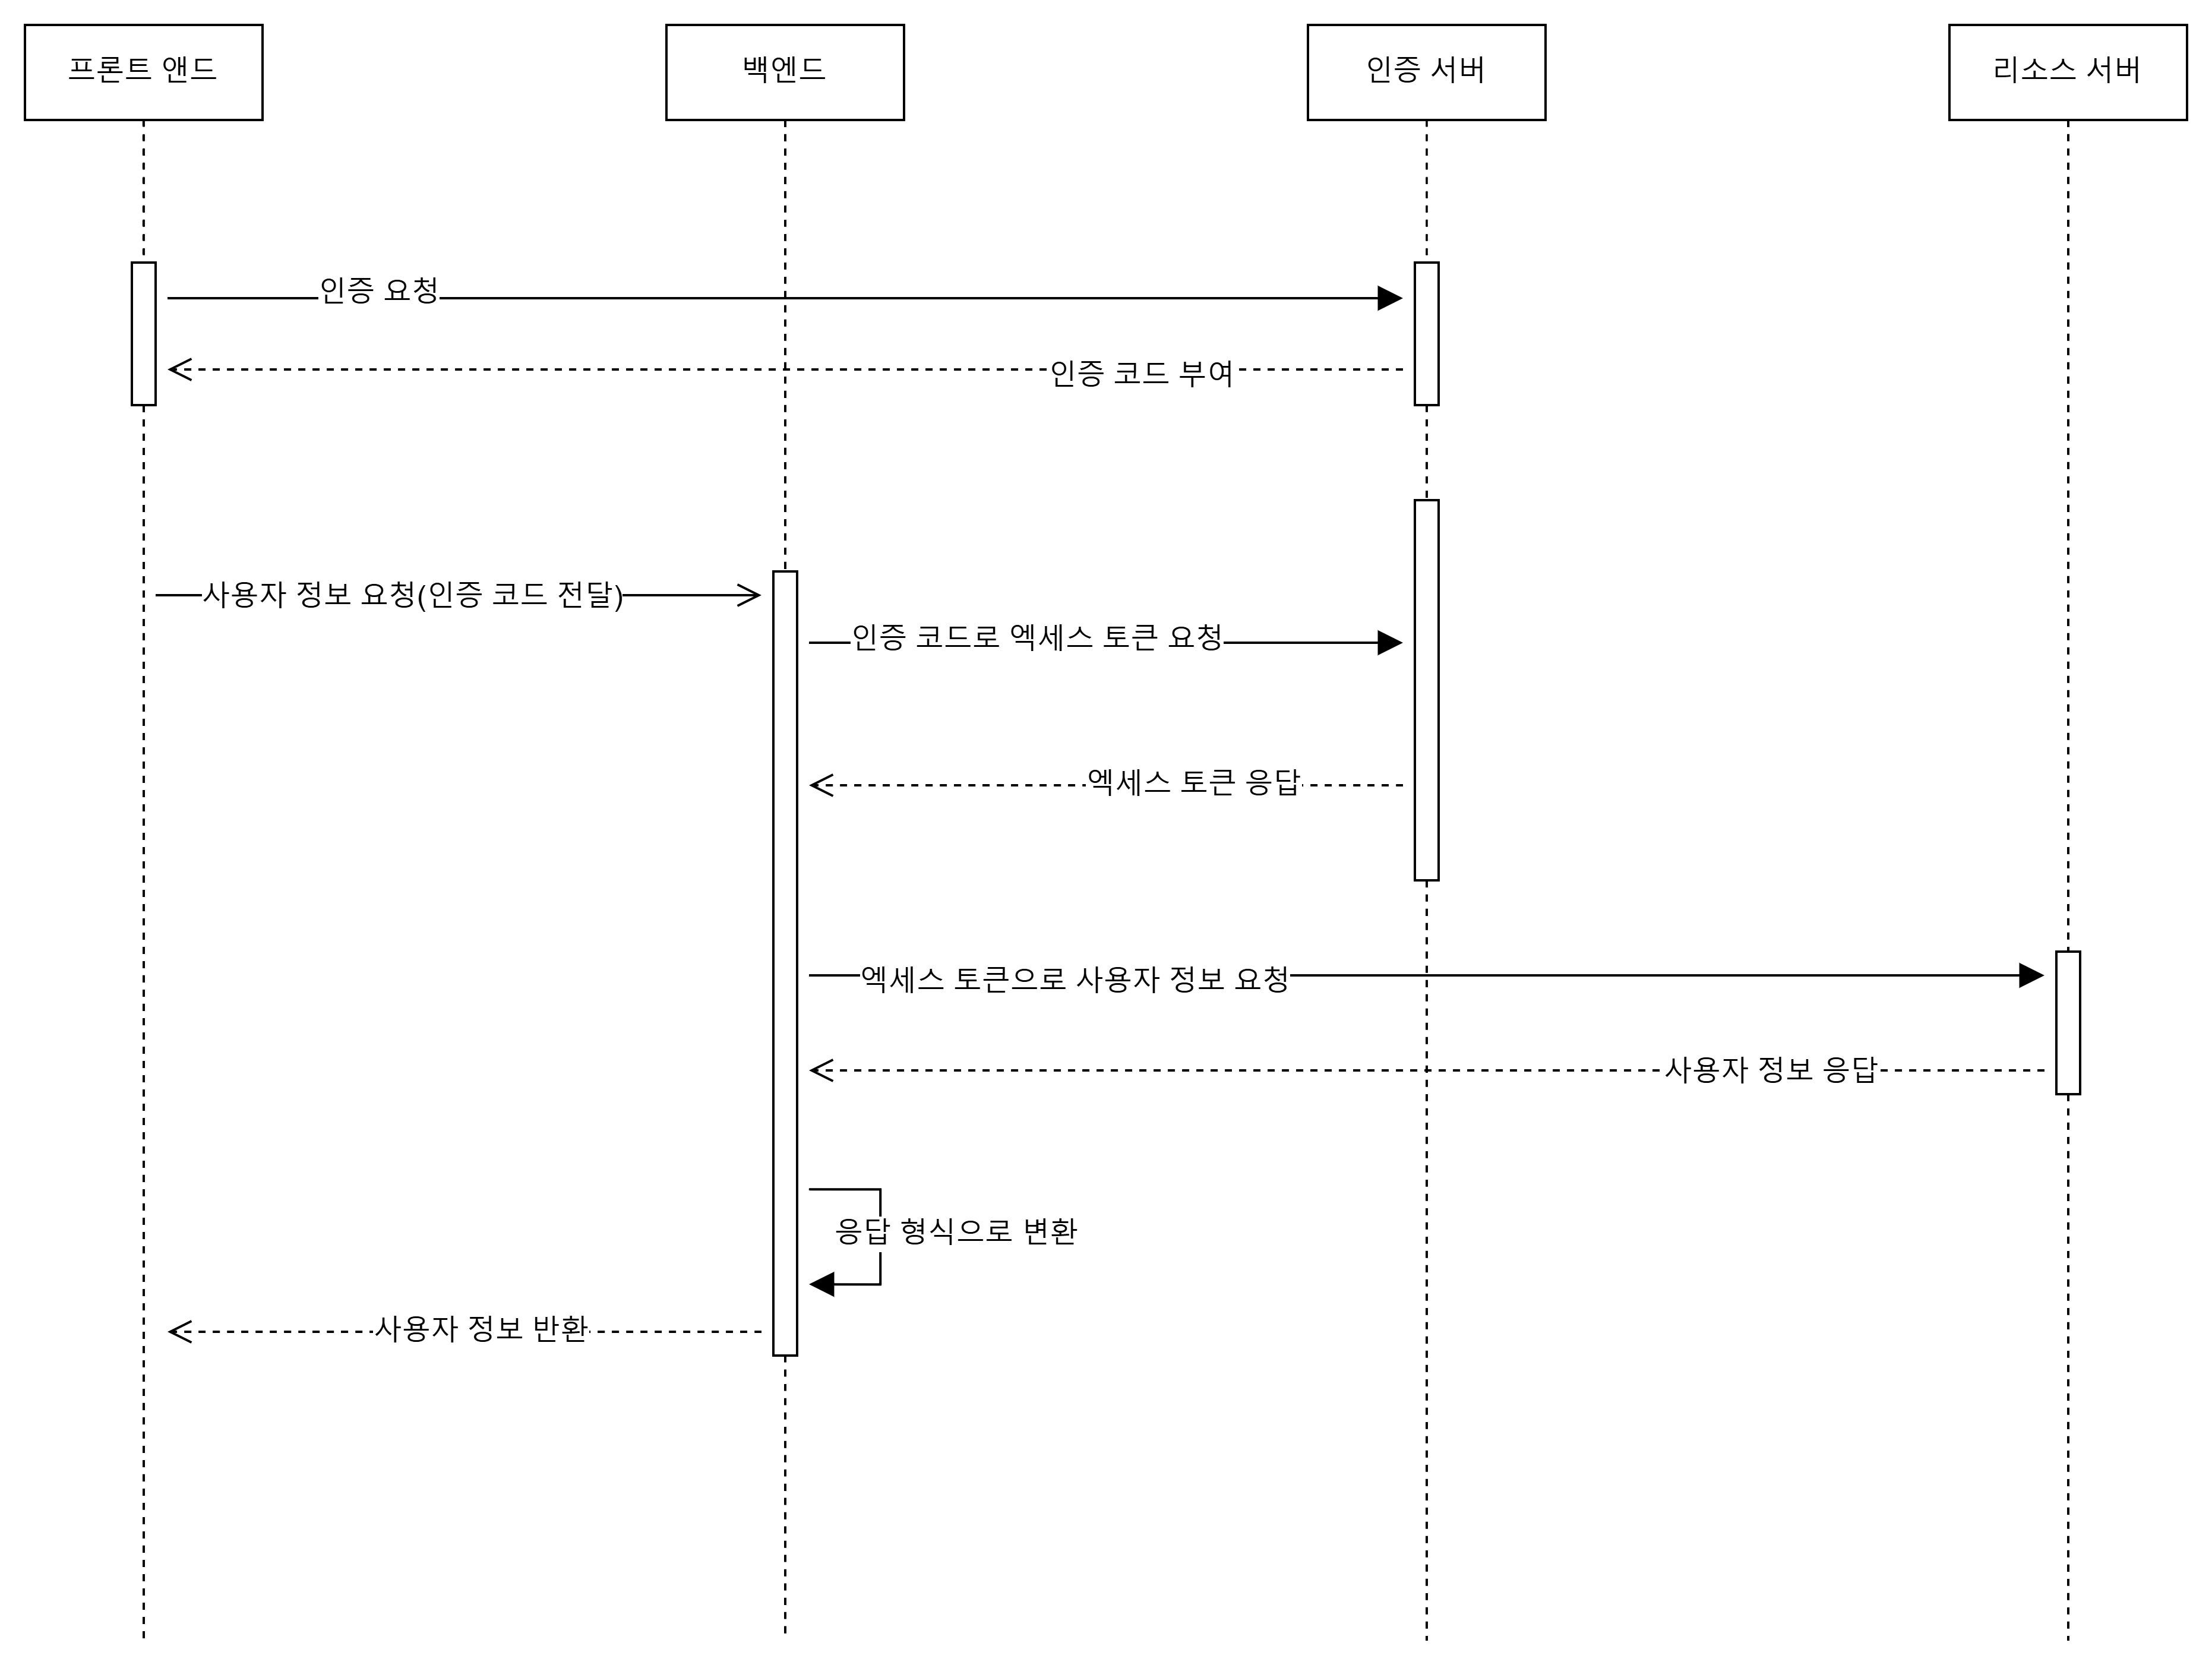 프론트 앤드
백엔드
인증 서버
리소스 서버
인증 요청
인증 코드 부여
사용자 정보 요청(인증 코드 전달)
인증 코드로 엑세스 토큰 요청
엑세스 토큰 응답
엑세스 토큰으로 사용자 정보 요청
사용자 정보 응답
응답 형식으로 변환
사용자 정보 반환